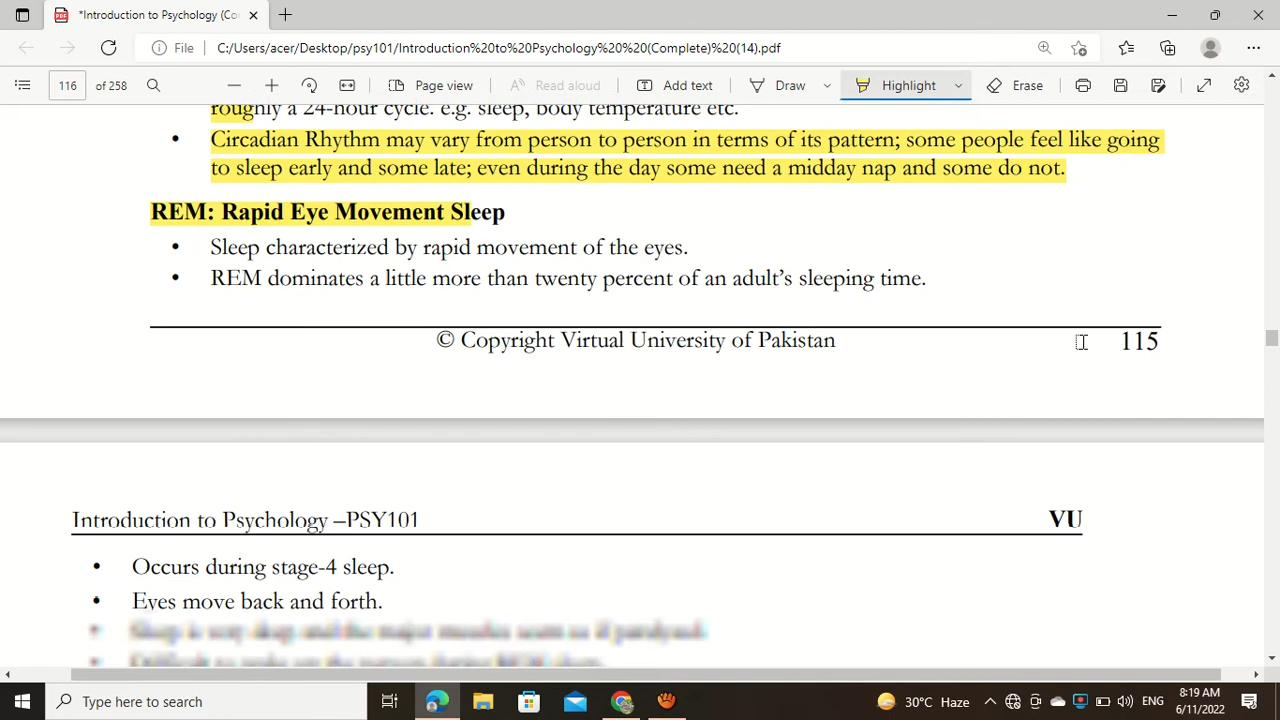 *Introduction to Psychology (Co
File C:/Users/acer/Desktop/psy101/Introduction%20to%20Psychology%20%20(Complete)%20(14).pdf
116 of 258 Page view Read aloud Add text Draw Highlight Erase
roughly a 24-hour cycle. e.g. sleep, body temperature etc.
• Circadian Rhythm may vary from person to person in terms of its pattern; some people feel like going
to sleep early and some late; even during the day some need a midday nap and some do not.
REM: Rapid Eye Movement Sleep
• Sleep characterized by rapid movement of the eyes.
• REM dominates a little more than twenty percent of an adult’s sleeping time.
© Copyright Virtual University of Pakistan 115
Introduction to Psychology –PSY101 VU
• Occurs during stage-4 sleep.
• Eyes move back and forth.
Type here to search 30°C Haze ENG 8:19 AM
6/11/2022